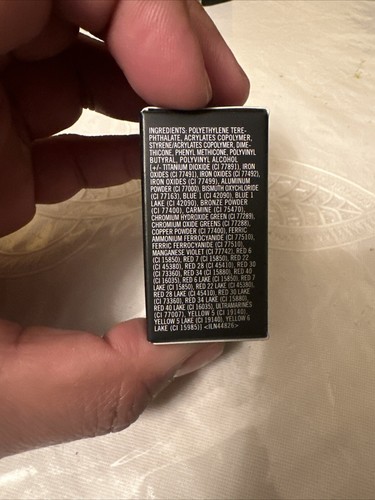 INGREDIENTS: POLYETHYLENE TERE-
PHTHALATE, ACRYLATES COPOLYMER,
STYRENE/ACRYLATES COPOLYMER, DIME-
THICONE, PHENYL METHICONE, POLYVINYL
BUTYRAL, POLYVINYL ALCOHOL
[+/- TITANIUM DIOXIDE (CI 77891), IRON
OXIDES (CI 77491), IRON OXIDES (CI 77492),
IRON OXIDES (CI 77499), ALUMINUM
POWDER (CI 77000), BISMUTH OXYCHLORIDE
(CI 77163), BLUE 1 (CI 42090), BLUE 1
LAKE (CI 42090), BRONZE POWDER
(CI 77400), CARMINE (CI 75470),
CHROMIUM HYDROXIDE GREEN (CI 77289),
CHROMIUM OXIDE GREENS (CI 77288),
COPPER POWDER (CI 77400), FERRIC
AMMONIUM FERROCYANIDE (CI 77510),
FERRIC FERROCYANIDE (CI 77510),
MANGANESE VIOLET (CI 77742), RED 6
(CI 15850), RED 7 (CI 15850), RED 22
(CI 45380), RED 28 (CI 45410), RED 30
(CI 73360), RED 34 (CI 15880), RED 40
(CI 16035), RED 6 LAKE (CI 15850), RED 7
LAKE (CI 15850), RED 22 LAKE (CI 45380),
RED 28 LAKE (CI 45410), RED 30 LAKE
(CI 73360), RED 34 LAKE (CI 15880),
RED 40 LAKE (CI 16035), ULTRAMARINES
(CI 77007), YELLOW 5 (CI 19140),
YELLOW 5 LAKE (CI 19140), YELLOW 6
LAKE (CI 15985)] <ILN44826>